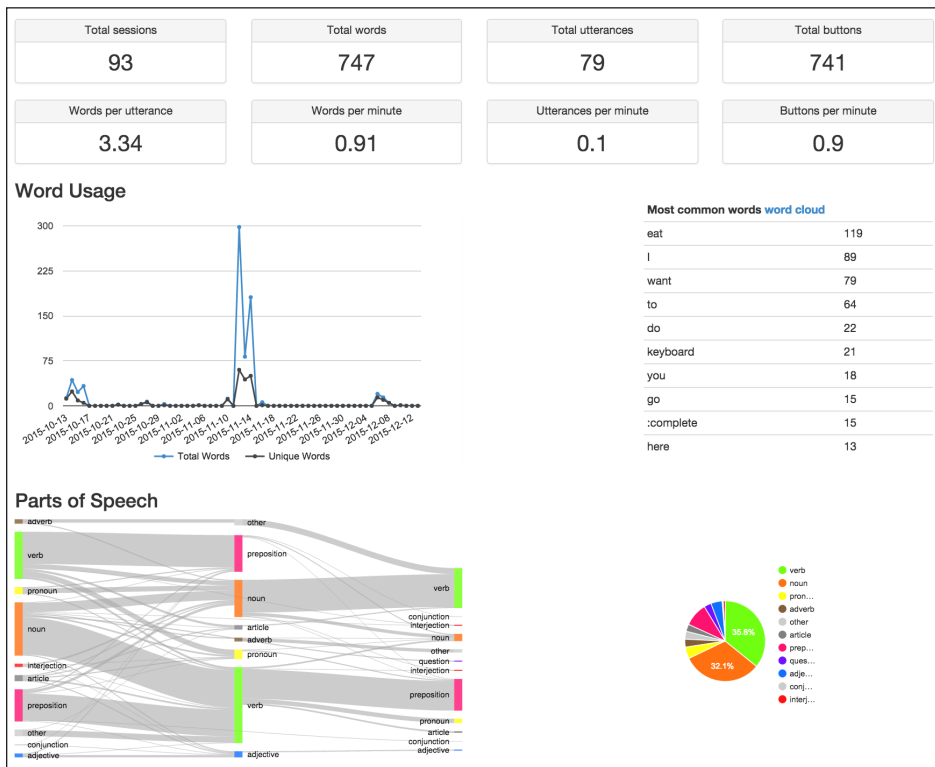 Total sessions Total words Total utterances Total buttons
93 747 79 741
Words per utterance Words per minute Utterances per minute Buttons per minute
3.34 0.91 0.1 0.9
Word Usage
300
225
150
75
0
2015-10-13 2015-10-17 2015-10-21 2015-10-25 2015-10-29 2015-11-02 2015-11-06 2015-11-10 2015-11-14 2015-11-18 2015-11-22 2015-11-26 2015-11-30 2015-12-04 2015-12-08 2015-12-12
Total Words Unique Words
Most common words word cloud
eat 119
I 89
want 79
to 64
do 22
keyboard 21
you 18
go 15
:complete 15
here 13
Parts of Speech
adverb
verb
pronoun
noun
interjection
article
preposition
other
conjunction
adjective
other
preposition
noun
article
adverb
pronoun
verb
adjective
verb
conjunction
interjection
noun
other
question
interjection
preposition
pronoun
article
conjunction
adjective
35.6%
32.1%
verb
noun
pron...
adverb
other
article
prep...
ques...
adje...
conj...
interj...